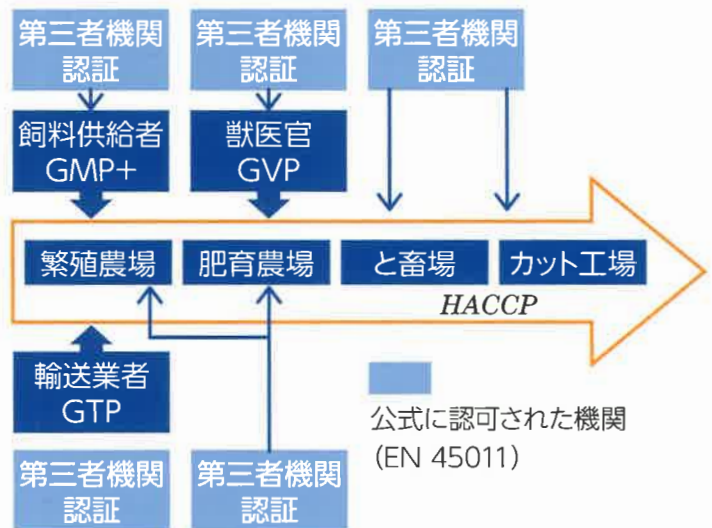 第三者機関
認証
第三者機関
認証
第三者機関
認証
飼料供給者
GMP+
獣医官
GVP
繁殖農場
肥育農場
と畜場
カット工場
HACCP
輸送業者
GTP
公式に認可された機関
(EN 45011)
第三者機関
認証
第三者機関
認証